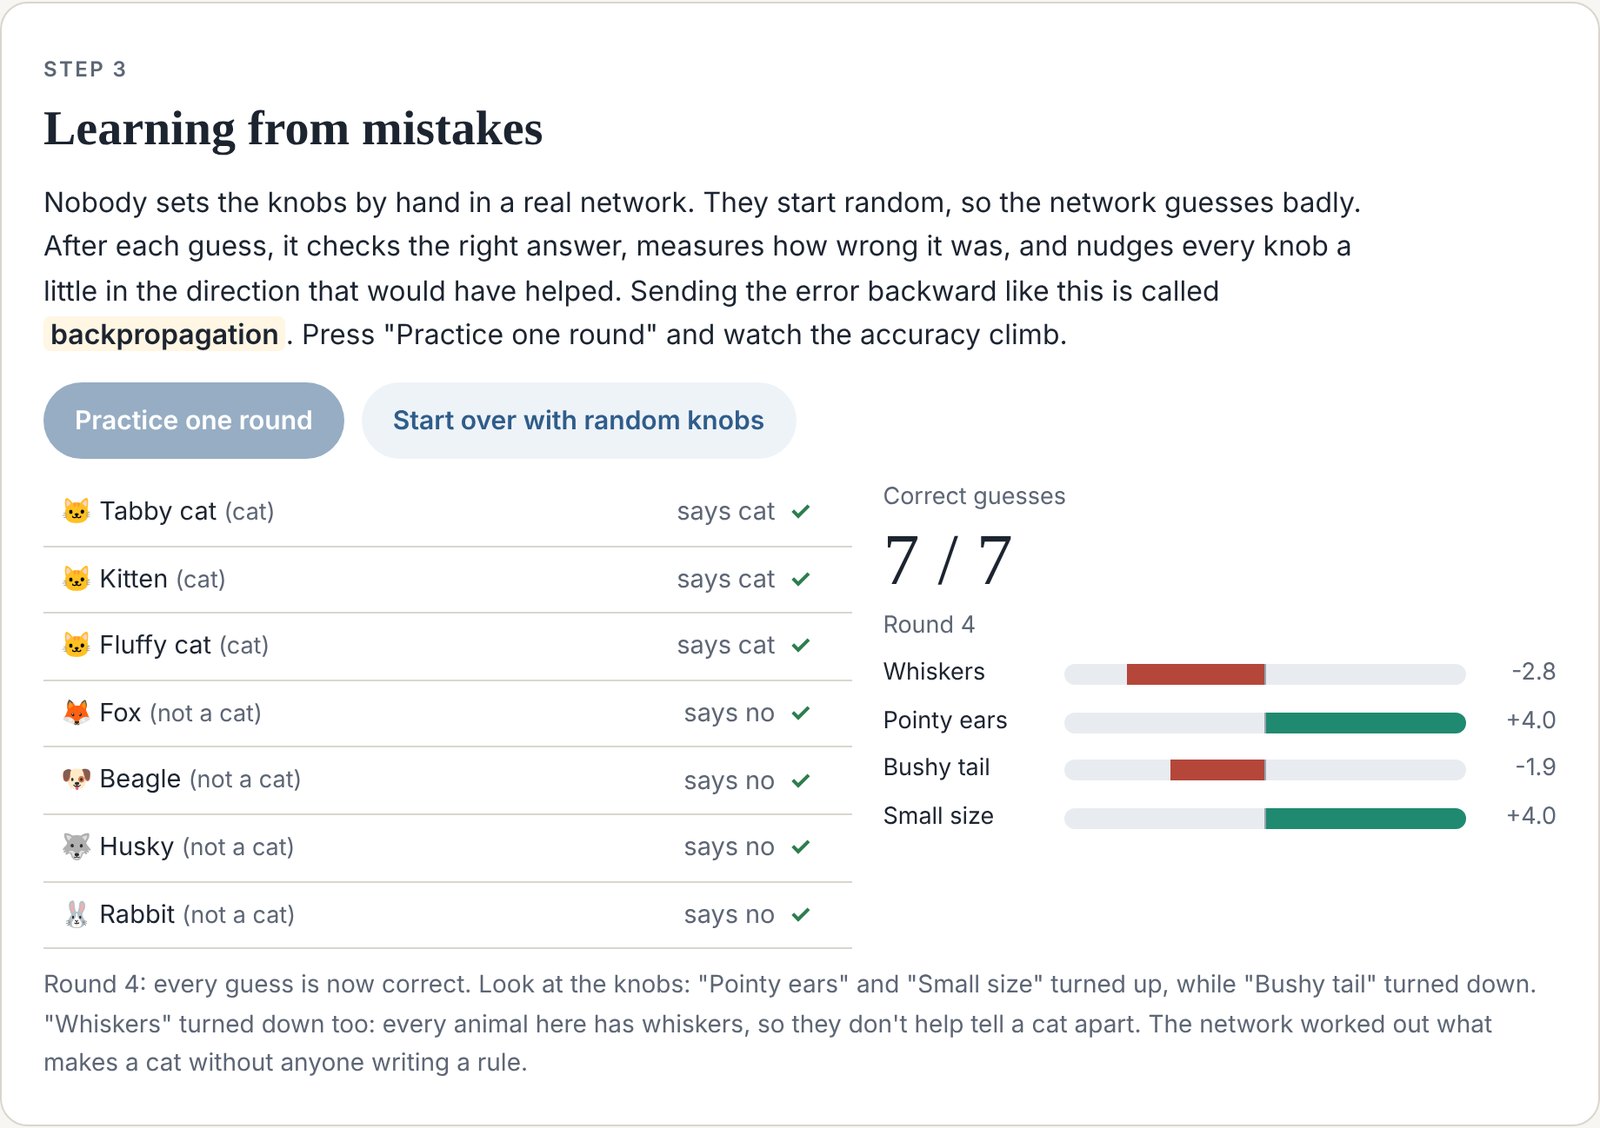 STEP 3
Learning from mistakes
Nobody sets the knobs by hand in a real network. They start random, so the network guesses badly.
After each guess, it checks the right answer, measures how wrong it was, and nudges every knob a
little in the direction that would have helped. Sending the error backward like this is called
backpropagation. Press "Practice one round" and watch the accuracy climb.
Practice one round
Start over with random knobs
Tabby cat (cat) says cat ✓
Kitten (cat) says cat ✓
Fluffy cat (cat) says cat ✓
Fox (not a cat) says no ✓
Beagle (not a cat) says no ✓
Husky (not a cat) says no ✓
Rabbit (not a cat) says no ✓
Correct guesses
7 / 7
Round 4
Whiskers -2.8
Pointy ears +4.0
Bushy tail -1.9
Small size +4.0
Round 4: every guess is now correct. Look at the knobs: "Pointy ears" and "Small size" turned up, while "Bushy tail" turned down.
"Whiskers" turned down too: every animal here has whiskers, so they don't help tell a cat apart. The network worked out what
makes a cat without anyone writing a rule.